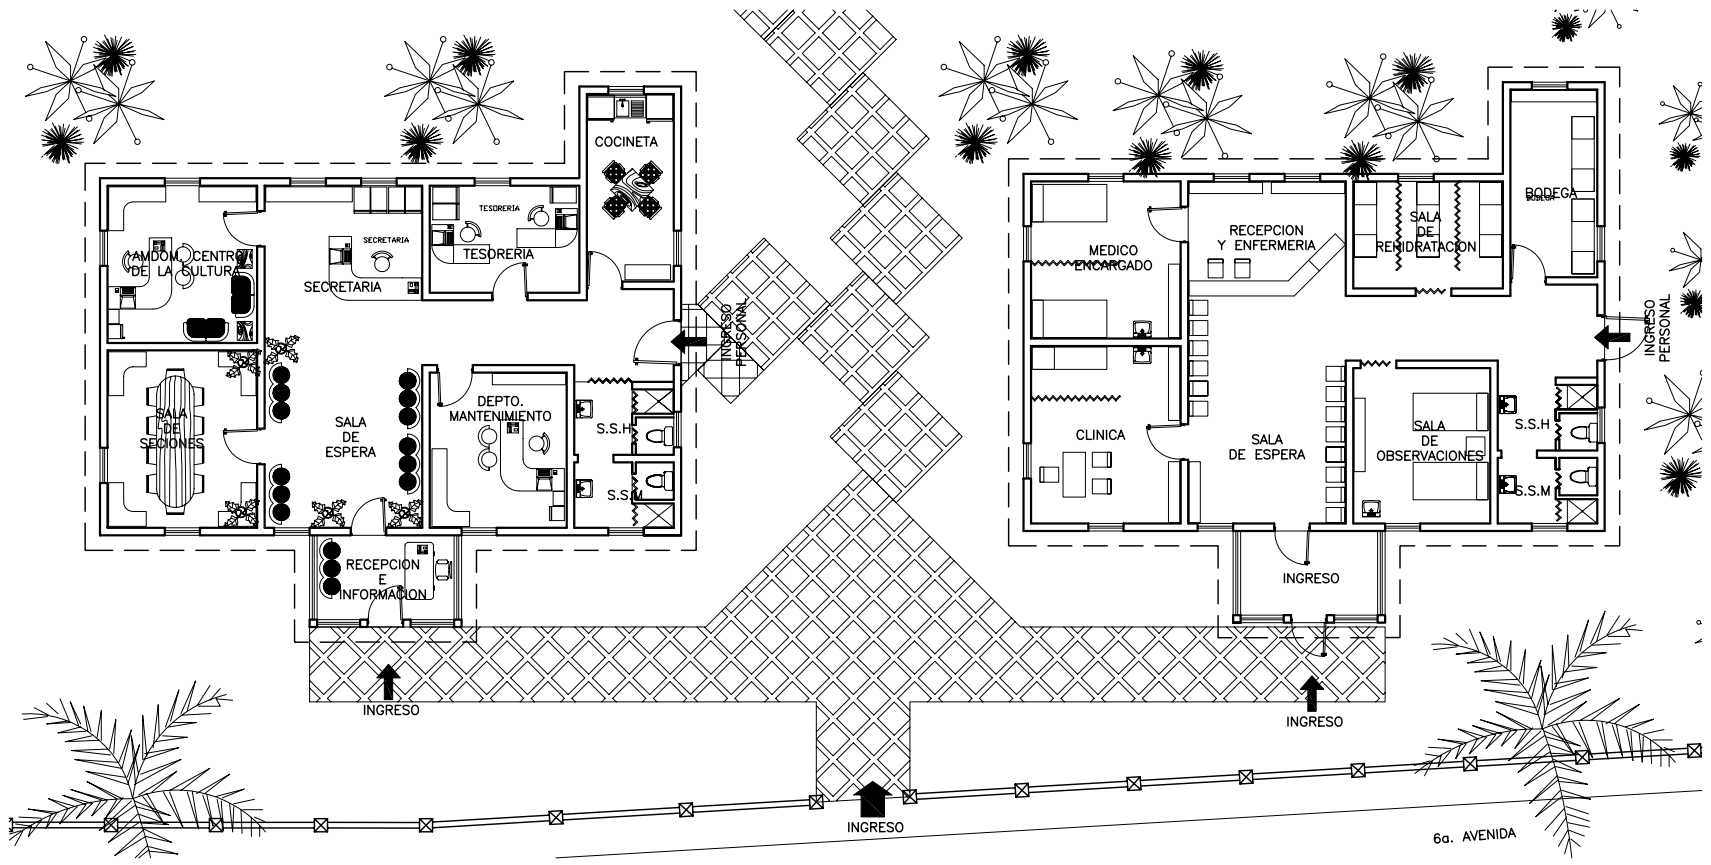 COCINETA
TESORERIA
TESORERIA
SECRETARIA
SECRETARIA
AMDOM. CENTRO
DE LA CULTURA
INGRESO
PERSONAL
SALA
DE
SECIONES
SALA
DE
ESPERA
DEPTO.
MANTENIMIENTO
S.S.H
S.S.M
RECEPCION
E
INFORMACION
INGRESO
BODEGA
BODEGA
SALA
DE
REHIDRATACION
RECEPCION
Y ENFERMERIA
MEDICO
ENCARGADO
INGRESO
PERSONAL
CLINICA
SALA
DE ESPERA
SALA
DE
OBSERVACIONES
S.S.H
S.S.M
INGRESO
INGRESO
INGRESO
6a. AVENIDA